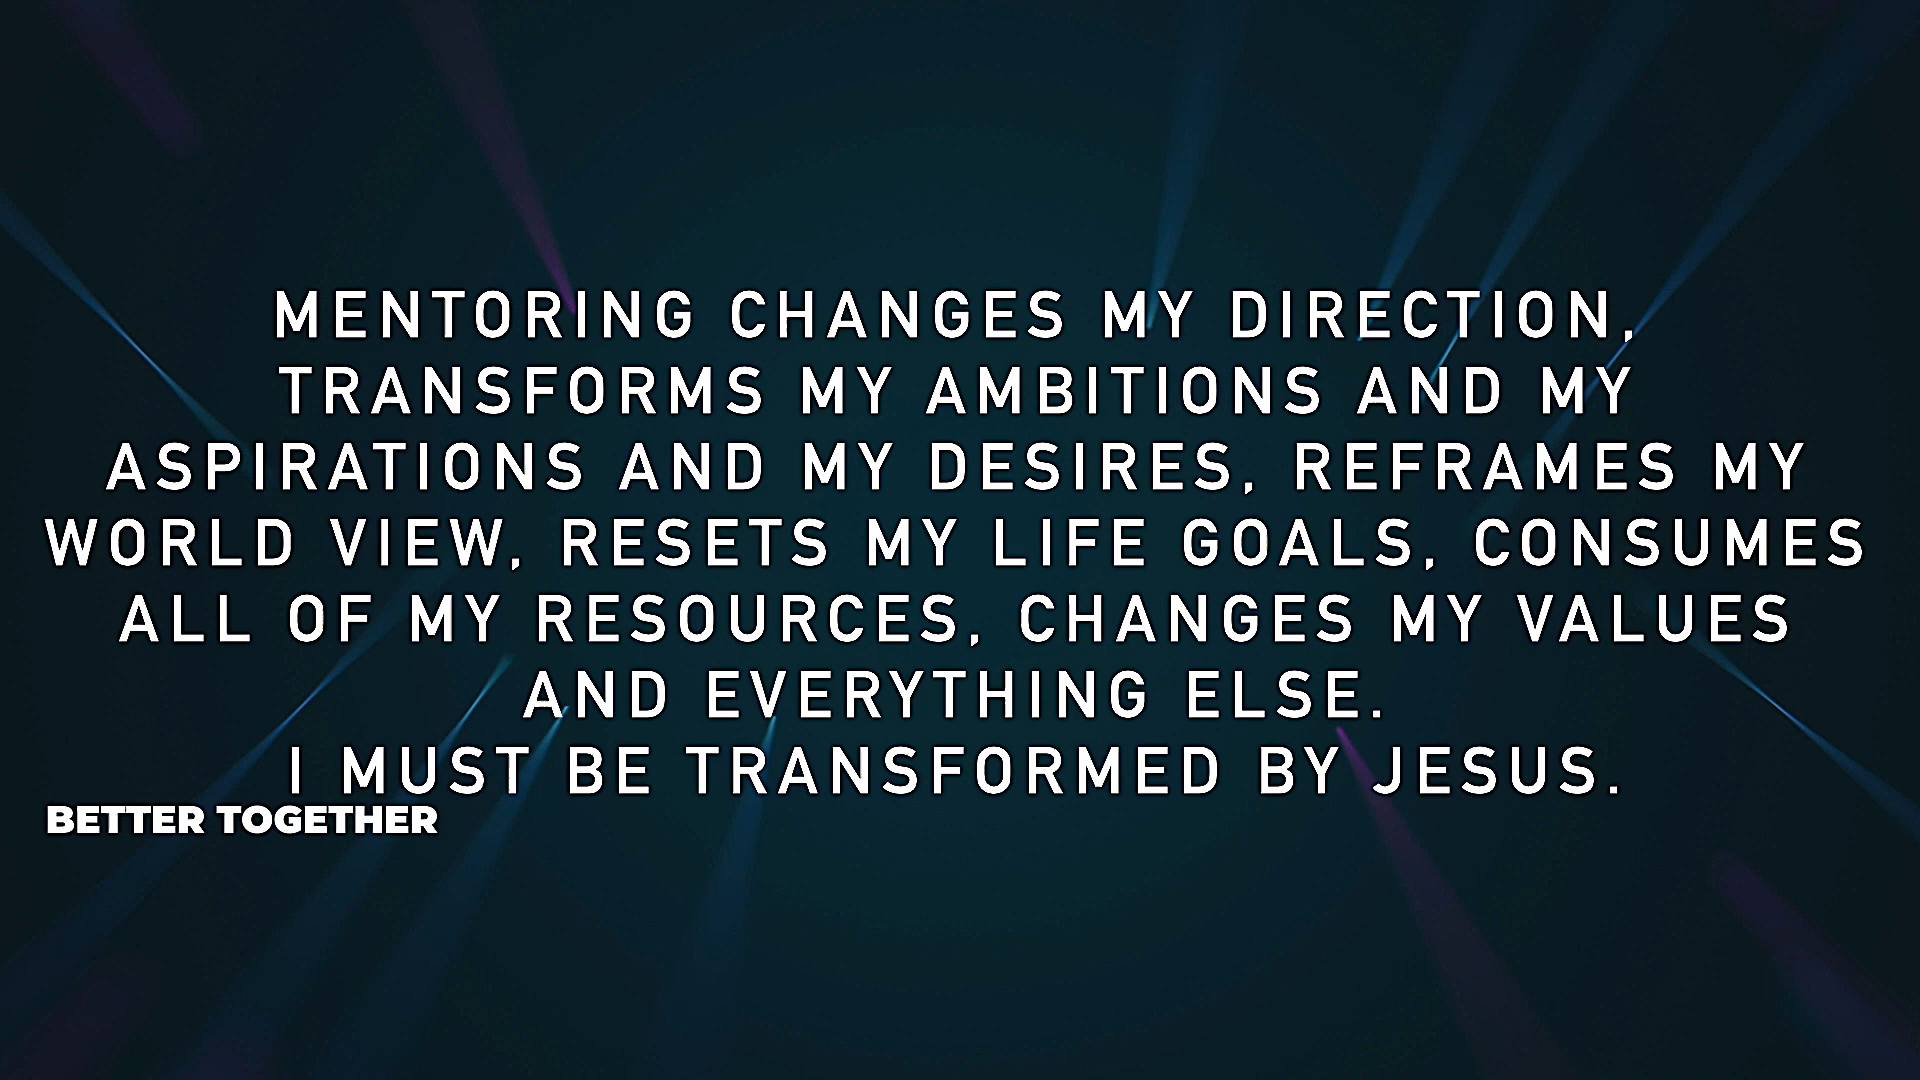 MENTORING CHANGES MY DIRECTION,
TRANSFORMS MY AMBITIONS AND MY
ASPIRATIONS AND MY DESIRES, REFRAMES MY
WORLD VIEW, RESETS MY LIFE GOALS, CONSUMES
ALL OF MY RESOURCES, CHANGES MY VALUES
AND EVERYTHING ELSE.
I MUST BE TRANSFORMED BY JESUS.
BETTER TOGETHER